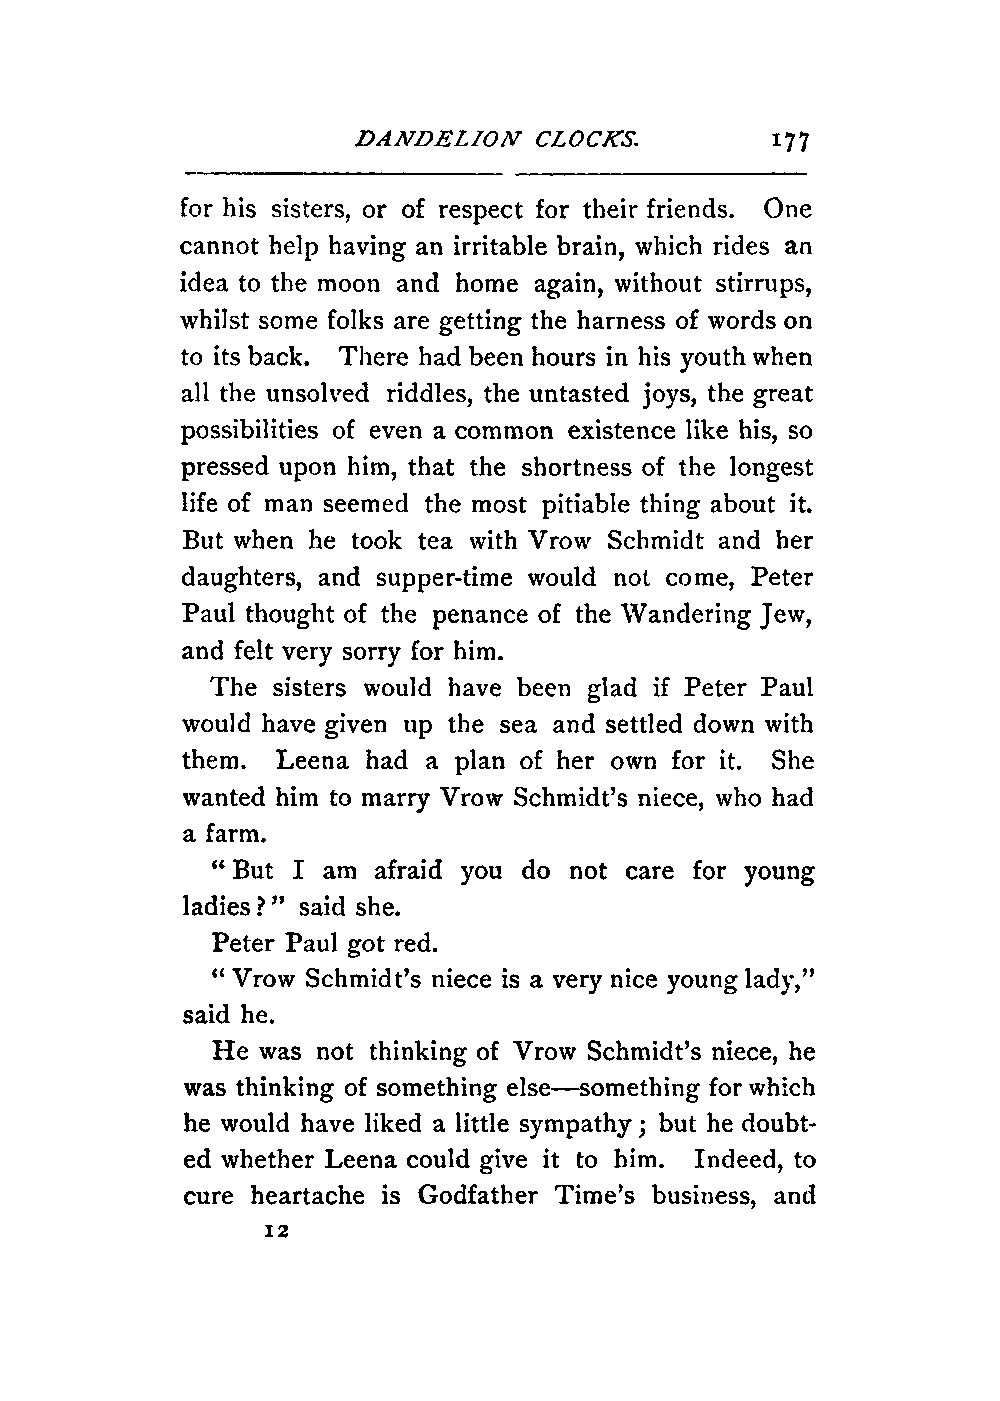 DANDELION CLOCKS. 177
for his sisters, or of respect for their friends. One
cannot help having an irritable brain, which rides an
idea to the moon and home again, without stirrups,
whilst some folks are getting the harness of words on
to its back. There had been hours in his youth when
all the unsolved riddles, the untasted joys, the great
possibilities of even a common existence like his, so
pressed upon him, that the shortness of the longest
life of man seemed the most pitiable thing about it.
But when he took tea with Vrow Schmidt and her
daughters, and supper-time would not come, Peter
Paul thought of the penance of the Wandering Jew,
and felt very sorry for him.
The sisters would have been glad if Peter Paul
would have given up the sea and settled down with
them. Leena had a plan of her own for it. She
wanted him to marry Vrow Schmidt's niece, who had
a farm.
“But I am afraid you do not care for young
ladies?” said she.
Peter Paul got red.
“Vrow Schmidt's niece is a very nice young lady,”
said he.
He was not thinking of Vrow Schmidt's niece, he
was thinking of something else—something for which
he would have liked a little sympathy; but he doubt-
ed whether Leena could give it to him. Indeed, to
cure heartache is Godfather Time's business, and
12